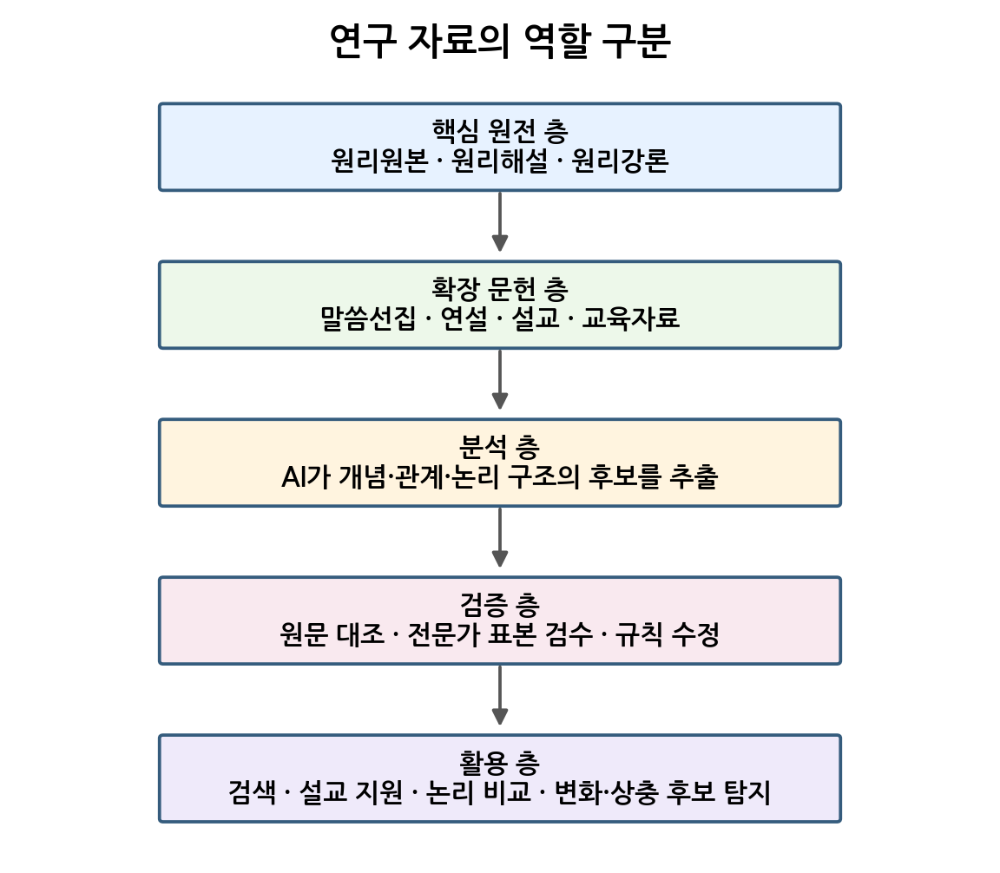 연구 자료의 역할 구분
핵심 원전 층
원리원본 · 원리해설 · 원리강론
확장 문헌 층
말씀선집 · 연설 · 설교 · 교육자료
분석 층
AI가 개념·관계·논리 구조의 후보를 추출
검증 층
원문 대조 · 전문가 표본 검수 · 규칙 수정
활용 층
검색 · 설교 지원 · 논리 비교 · 변화·상충 후보 탐지